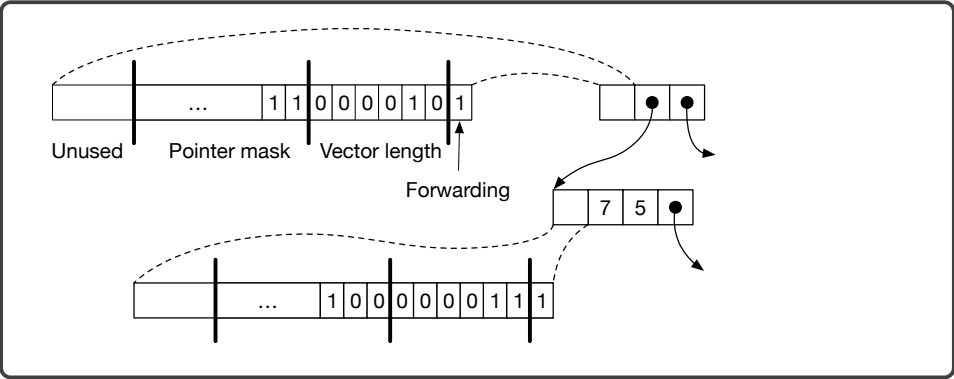 ... 1 1 0 0 0 0 1 0 1
Unused Pointer mask Vector length
Forwarding
7 5
... 1 0 0 0 0 0 0 1 1 1